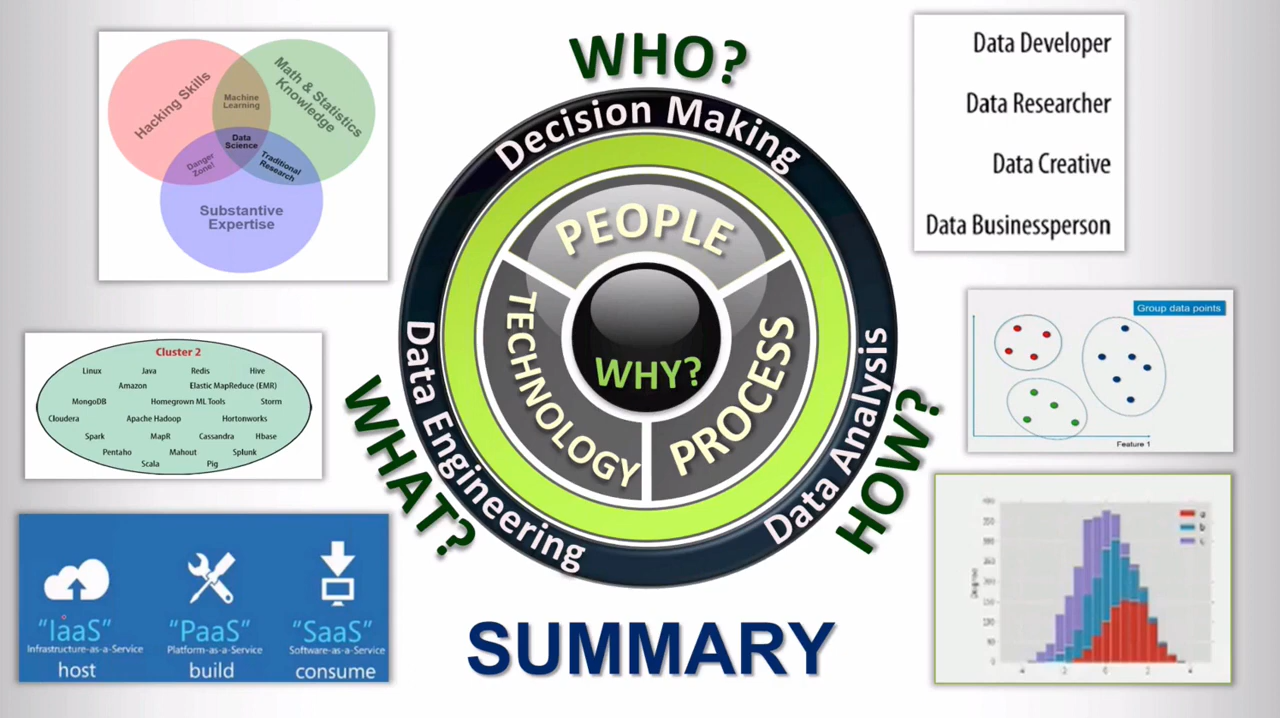 WHO?
Decision Making
PEOPLE
TECHNOLOGY
PROCESS
WHY?
Data Engineering
Data Analysis
WHAT?
HOW?
SUMMARY
Hacking Skills
Math & Statistics
Knowledge
Machine
Learning
Data
Science
Danger
Zone!
Traditional
Research
Substantive
Expertise
Data Developer
Data Researcher
Data Creative
Data Businessperson
Cluster 2
Linux Java Redis Hive
Amazon Elastic MapReduce (EMR)
MongoDB Homegrown ML Tools Storm
Cloudera Apache Hadoop Hortonworks
Spark MapR Cassandra Hbase
Pentaho Mahout Splunk
Scala Pig
Group data points
Feature 1
"IaaS" "PaaS" "SaaS"
Infrastructure-as-a-Service Platform-as-a-Service Software-as-a-Service
host build consume